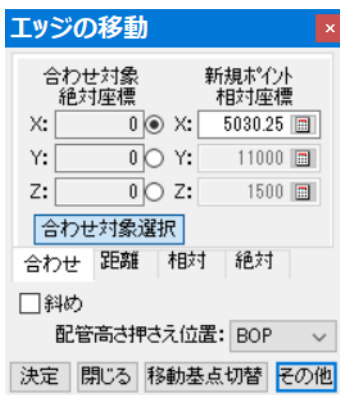 エッジの移動
合わせ対象 新規ポイント
絶対座標 相対座標
X: 0 X: 5030.25
Y: 0 Y: 11000
Z: 0 Z: 1500
合わせ対象選択
合わせ 距離 相対 絶対
斜め
配管高さ押さえ位置: BOP
決定 閉じる 移動基点切替 その他